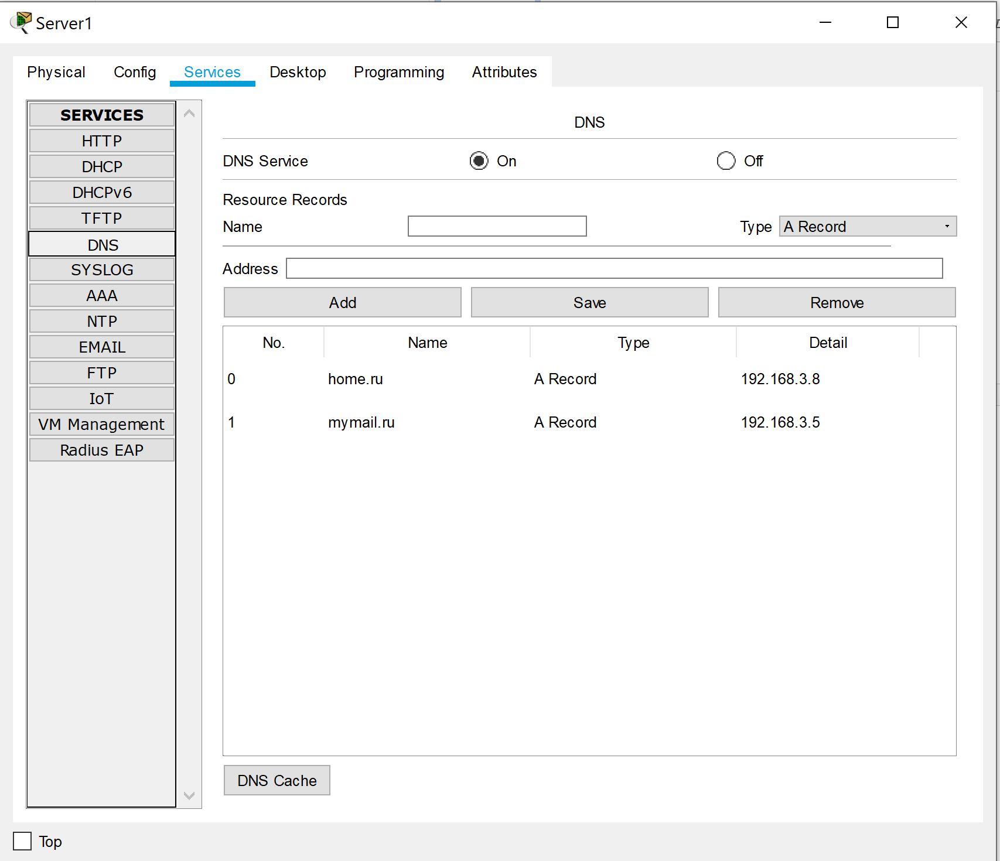 Server1
Physical Config Services Desktop Programming Attributes
SERVICES
HTTP
DHCP
DHCPv6
TFTP
DNS
SYSLOG
AAA
NTP
EMAIL
FTP
IoT
VM Management
Radius EAP
DNS
DNS Service On Off
Resource Records
Name Type A Record
Address
Add Save Remove
No. Name Type Detail
0 home.ru A Record 192.168.3.8
1 mymail.ru A Record 192.168.3.5
DNS Cache
Top